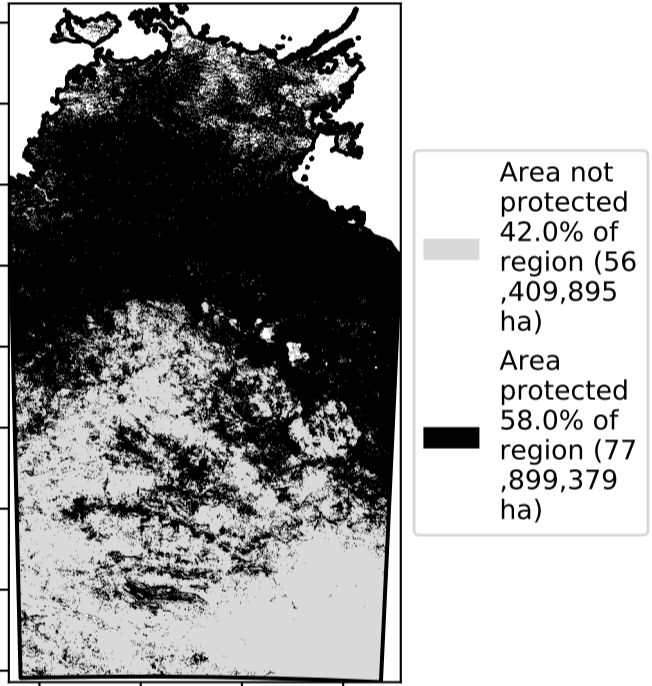 Area not
protected
42.0% of
region (56
,409,895
ha)
Area
protected
58.0% of
region (77
,899,379
ha)